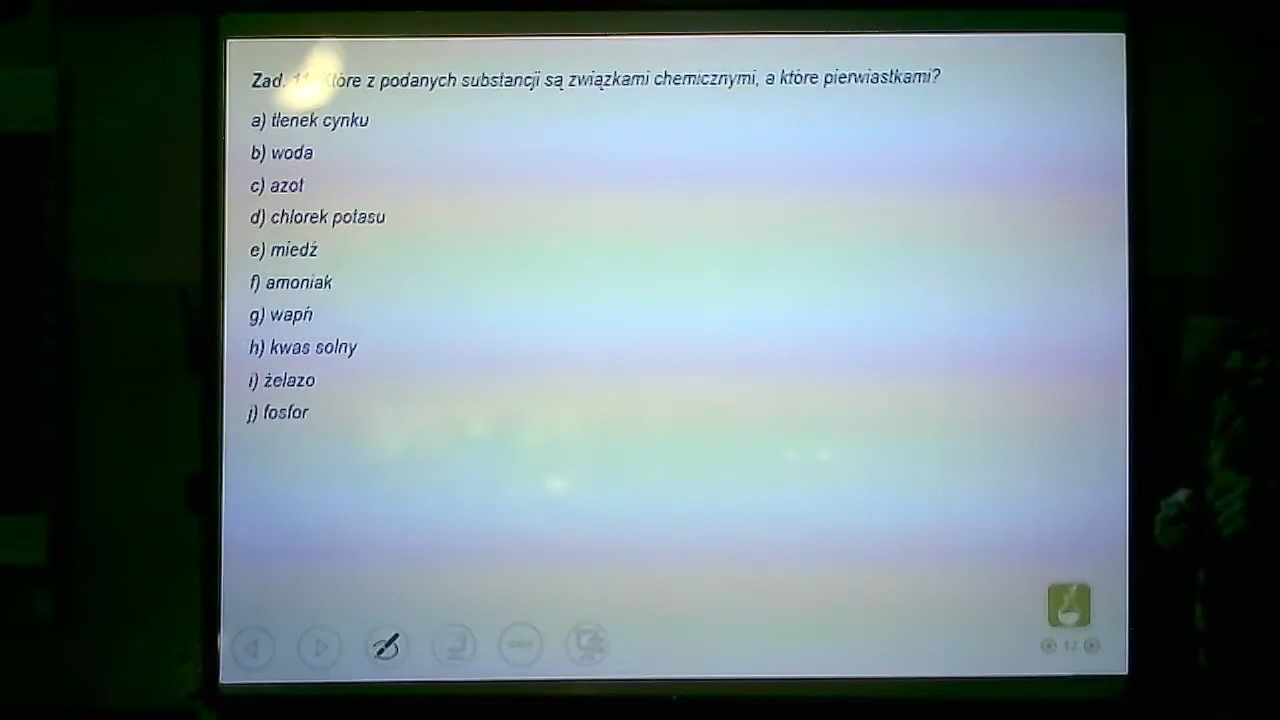 Zad. Które z podanych substancji są związkami chemicznymi, a które pierwiastkami?
a) tlenek cynku
b) woda
c) azot
d) chlorek potasu
e) miedź
f) amoniak
g) wapń
h) kwas solny
i) żelazo
j) fosfor